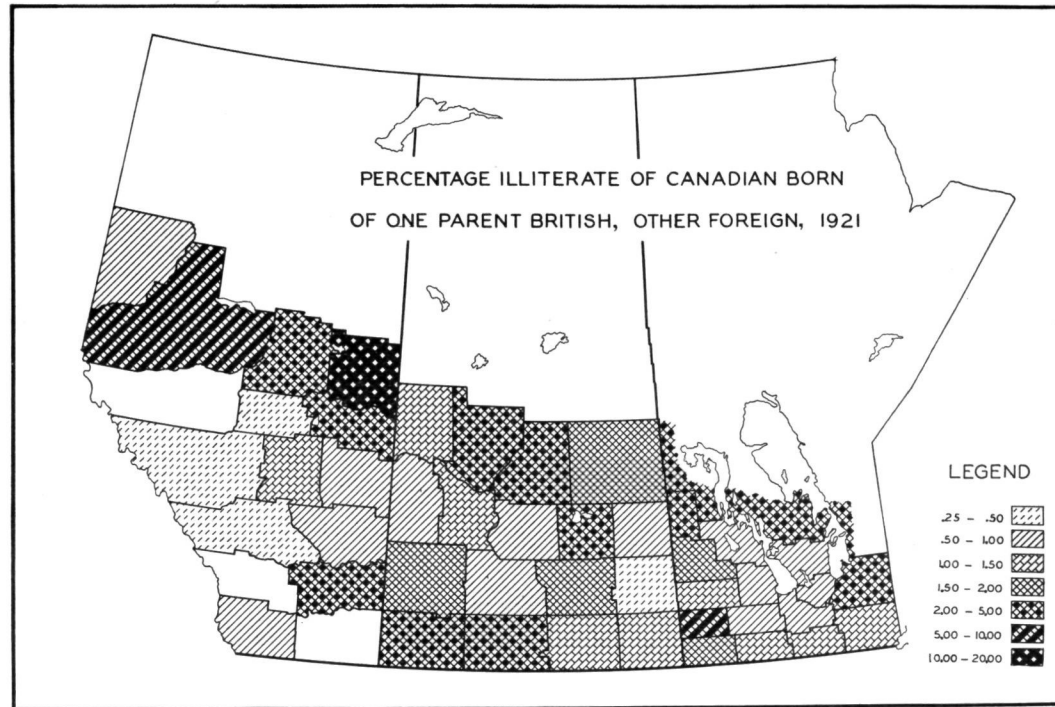 PERCENTAGE ILLITERATE OF CANADIAN BORN
OF ONE PARENT BRITISH, OTHER FOREIGN, 1921
LEGEND
.25 - .50
.50 - 1.00
1.00 - 1.50
1.50 - 2.00
2.00 - 5.00
5.00 - 10.00
10.00 - 20.00